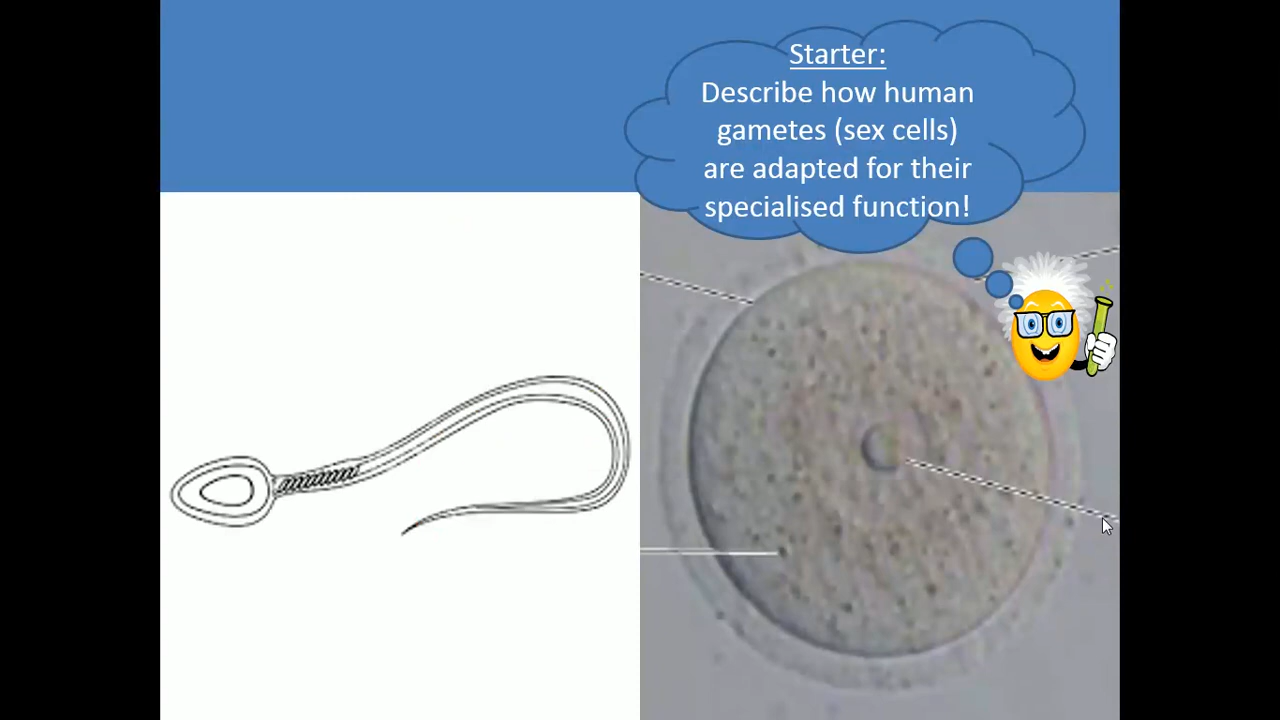 Starter:
Describe how human
gametes (sex cells)
are adapted for their
specialised function!